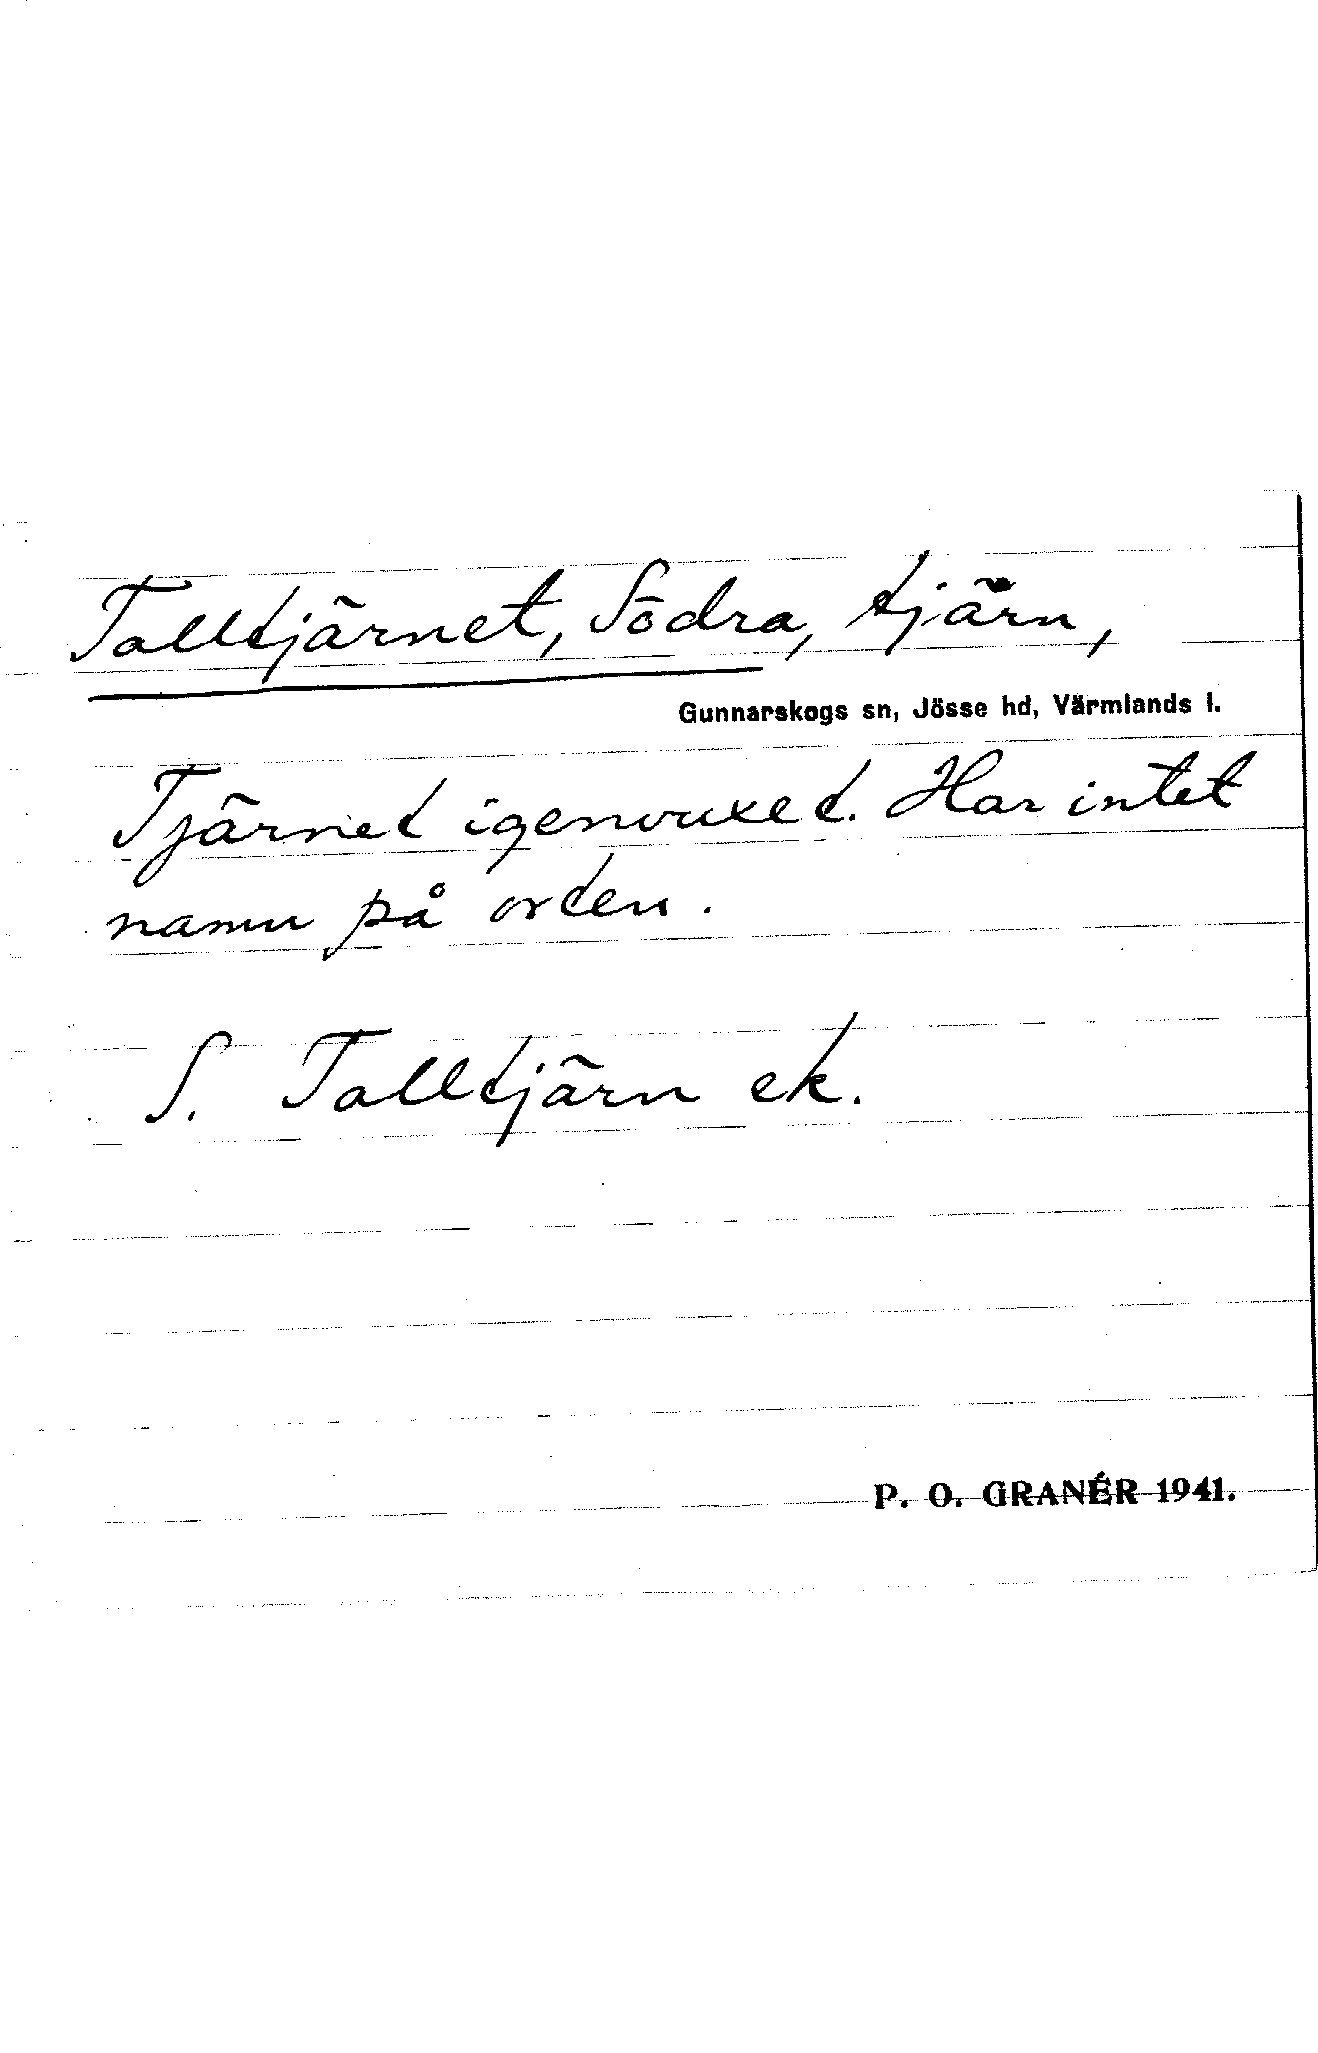 Talltjärnet, Södra, tjärn,
Gunnarskogs sn, Jösse hd, Värmlands l.
Tjärnet igenvuxet. Har intet
namn på orten.
S. Talltjärn ek.
P. O. GRANÉR 1941.